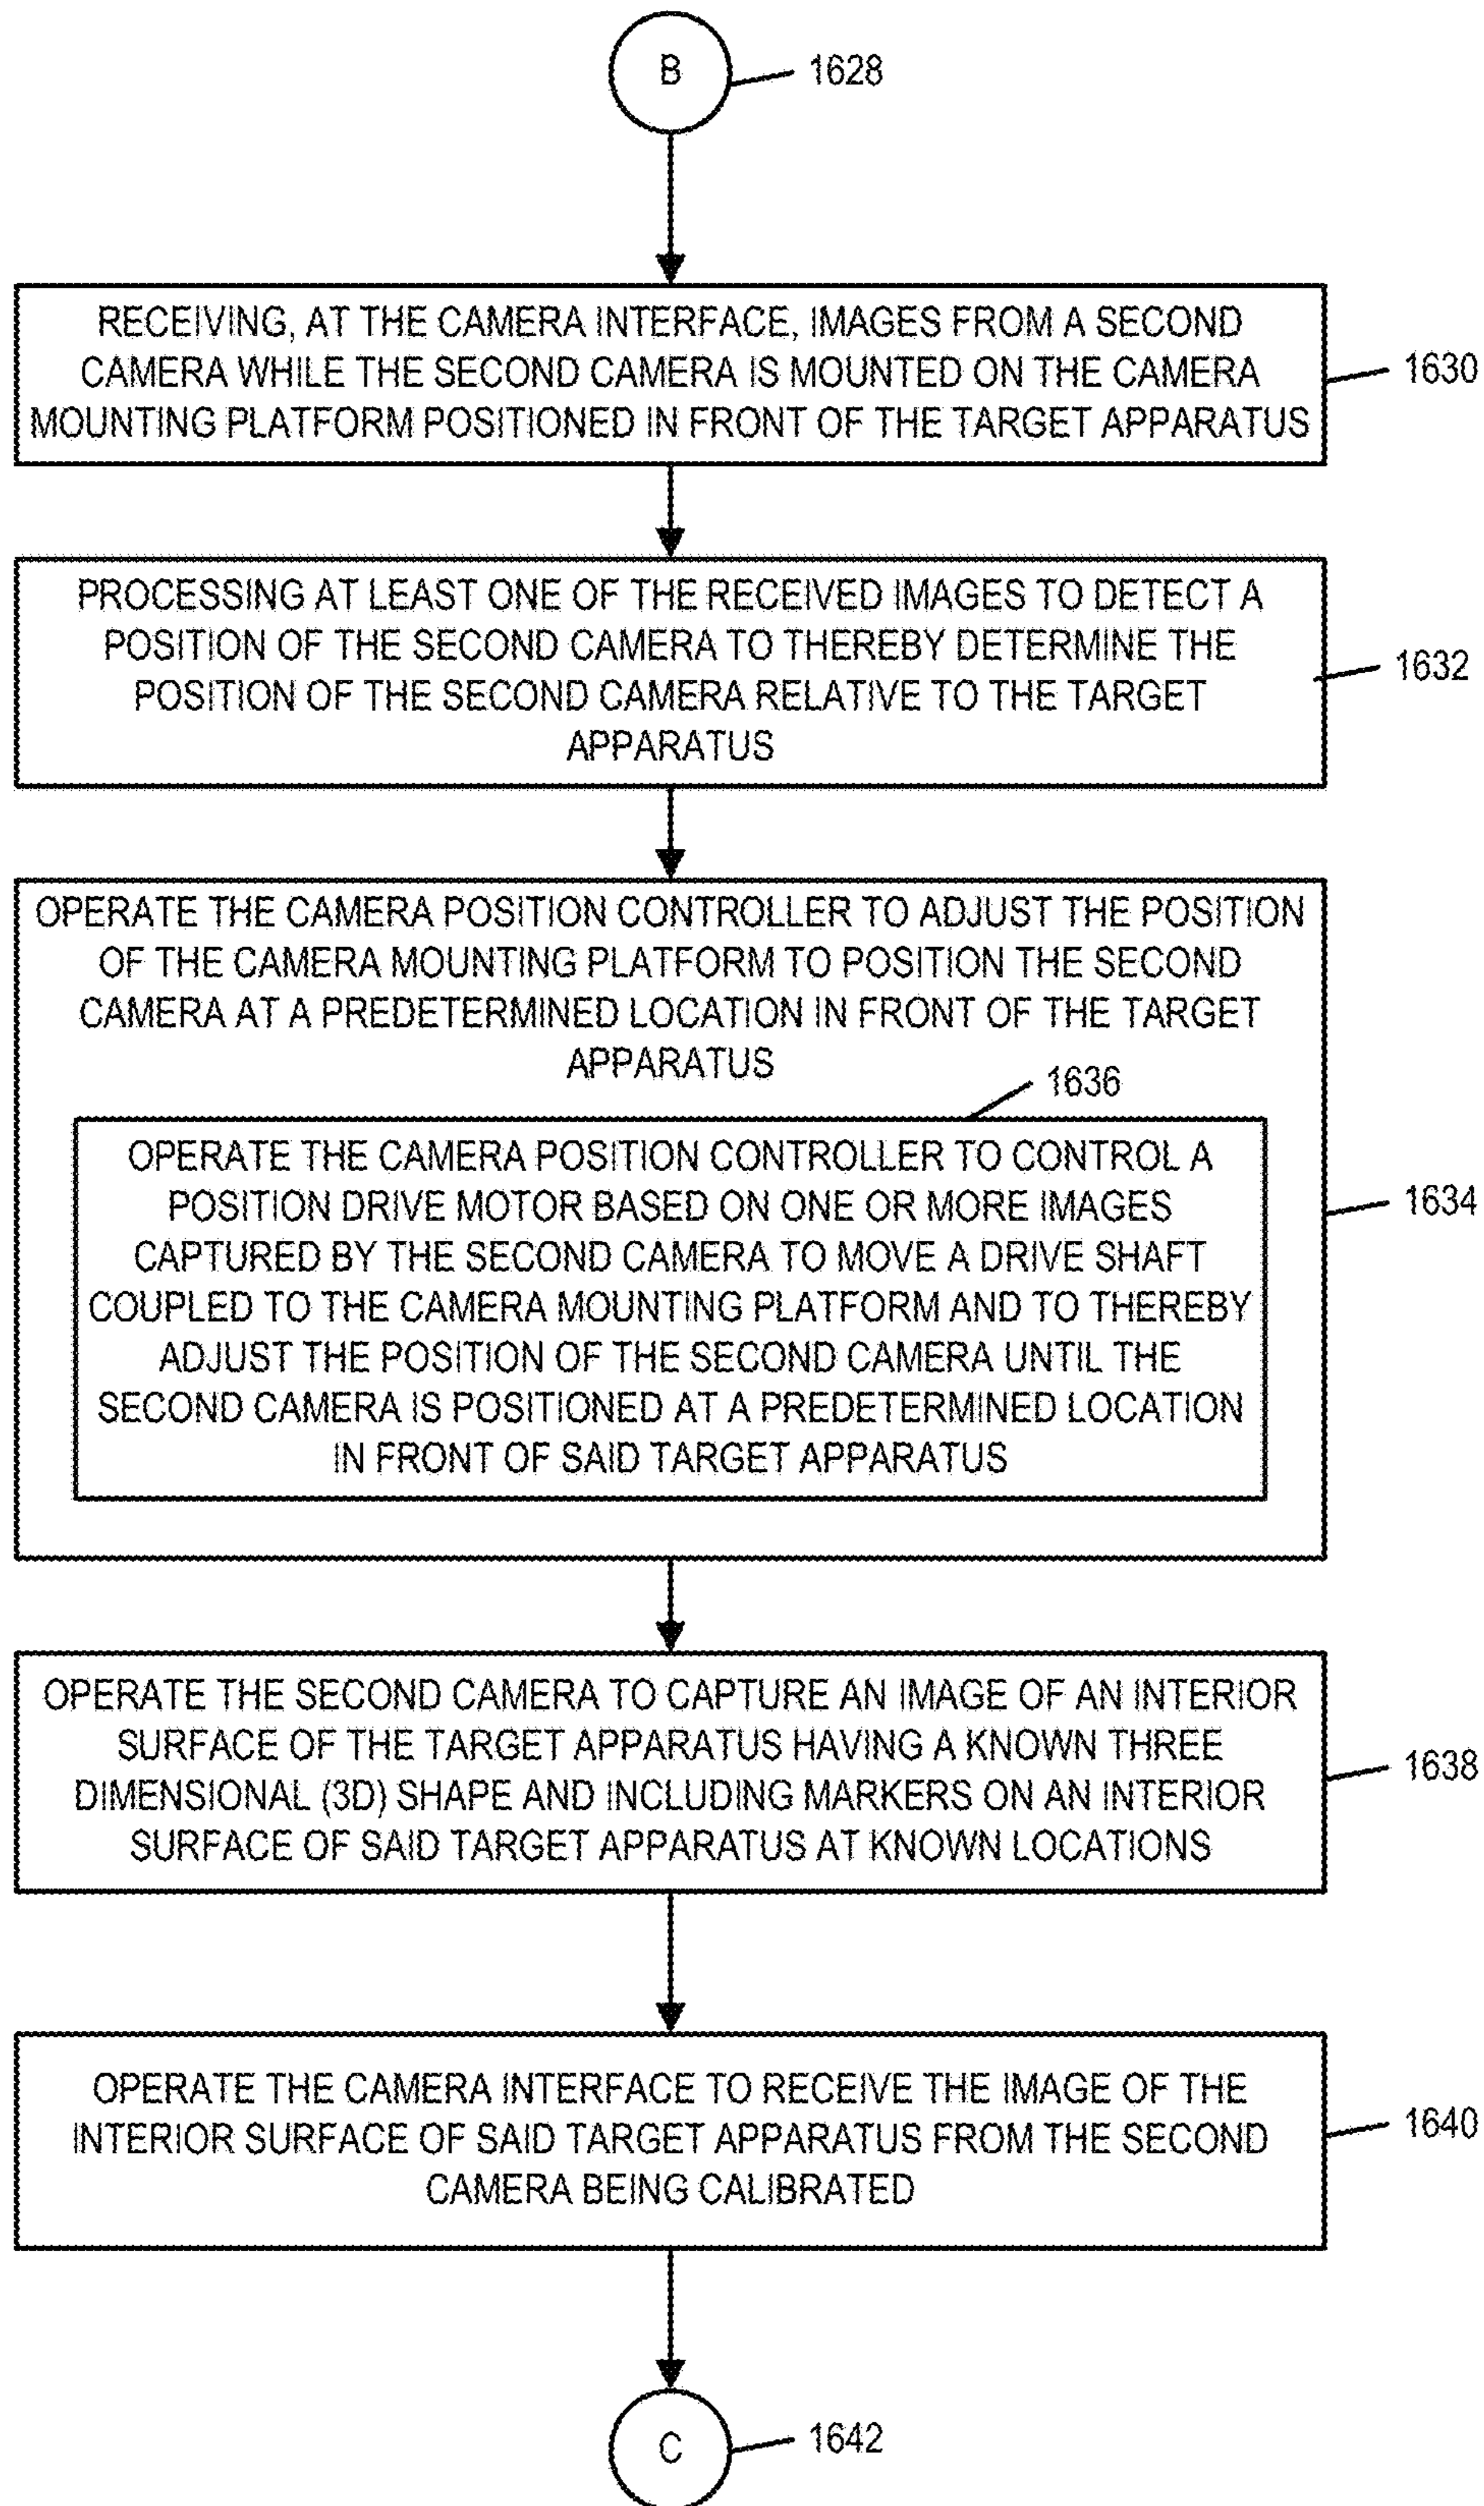 B
1628
RECEIVING, AT THE CAMERA INTERFACE, IMAGES FROM A SECOND
CAMERA WHILE THE SECOND CAMERA IS MOUNTED ON THE CAMERA
MOUNTING PLATFORM POSITIONED IN FRONT OF THE TARGET APPARATUS
1630
PROCESSING AT LEAST ONE OF THE RECEIVED IMAGES TO DETECT A
POSITION OF THE SECOND CAMERA TO THEREBY DETERMINE THE
POSITION OF THE SECOND CAMERA RELATIVE TO THE TARGET
APPARATUS
1632
OPERATE THE CAMERA POSITION CONTROLLER TO ADJUST THE POSITION
OF THE CAMERA MOUNTING PLATFORM TO POSITION THE SECOND
CAMERA AT A PREDETERMINED LOCATION IN FRONT OF THE TARGET
APPARATUS
1636
OPERATE THE CAMERA POSITION CONTROLLER TO CONTROL A
POSITION DRIVE MOTOR BASED ON ONE OR MORE IMAGES
CAPTURED BY THE SECOND CAMERA TO MOVE A DRIVE SHAFT
COUPLED TO THE CAMERA MOUNTING PLATFORM AND TO THEREBY
ADJUST THE POSITION OF THE SECOND CAMERA UNTIL THE
SECOND CAMERA IS POSITIONED AT A PREDETERMINED LOCATION
IN FRONT OF SAID TARGET APPARATUS
1634
OPERATE THE SECOND CAMERA TO CAPTURE AN IMAGE OF AN INTERIOR
SURFACE OF THE TARGET APPARATUS HAVING A KNOWN THREE
DIMENSIONAL (3D) SHAPE AND INCLUDING MARKERS ON AN INTERIOR
SURFACE OF SAID TARGET APPARATUS AT KNOWN LOCATIONS
1638
OPERATE THE CAMERA INTERFACE TO RECEIVE THE IMAGE OF THE
INTERIOR SURFACE OF SAID TARGET APPARATUS FROM THE SECOND
CAMERA BEING CALIBRATED
1640
C
1642